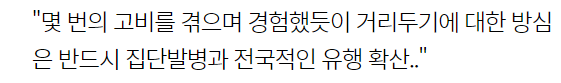 "몇 번의 고비를 겪으며 경험했듯이 거리두기에 대한 방심
은 반드시 집단발병과 전국적인 유행 확산.."